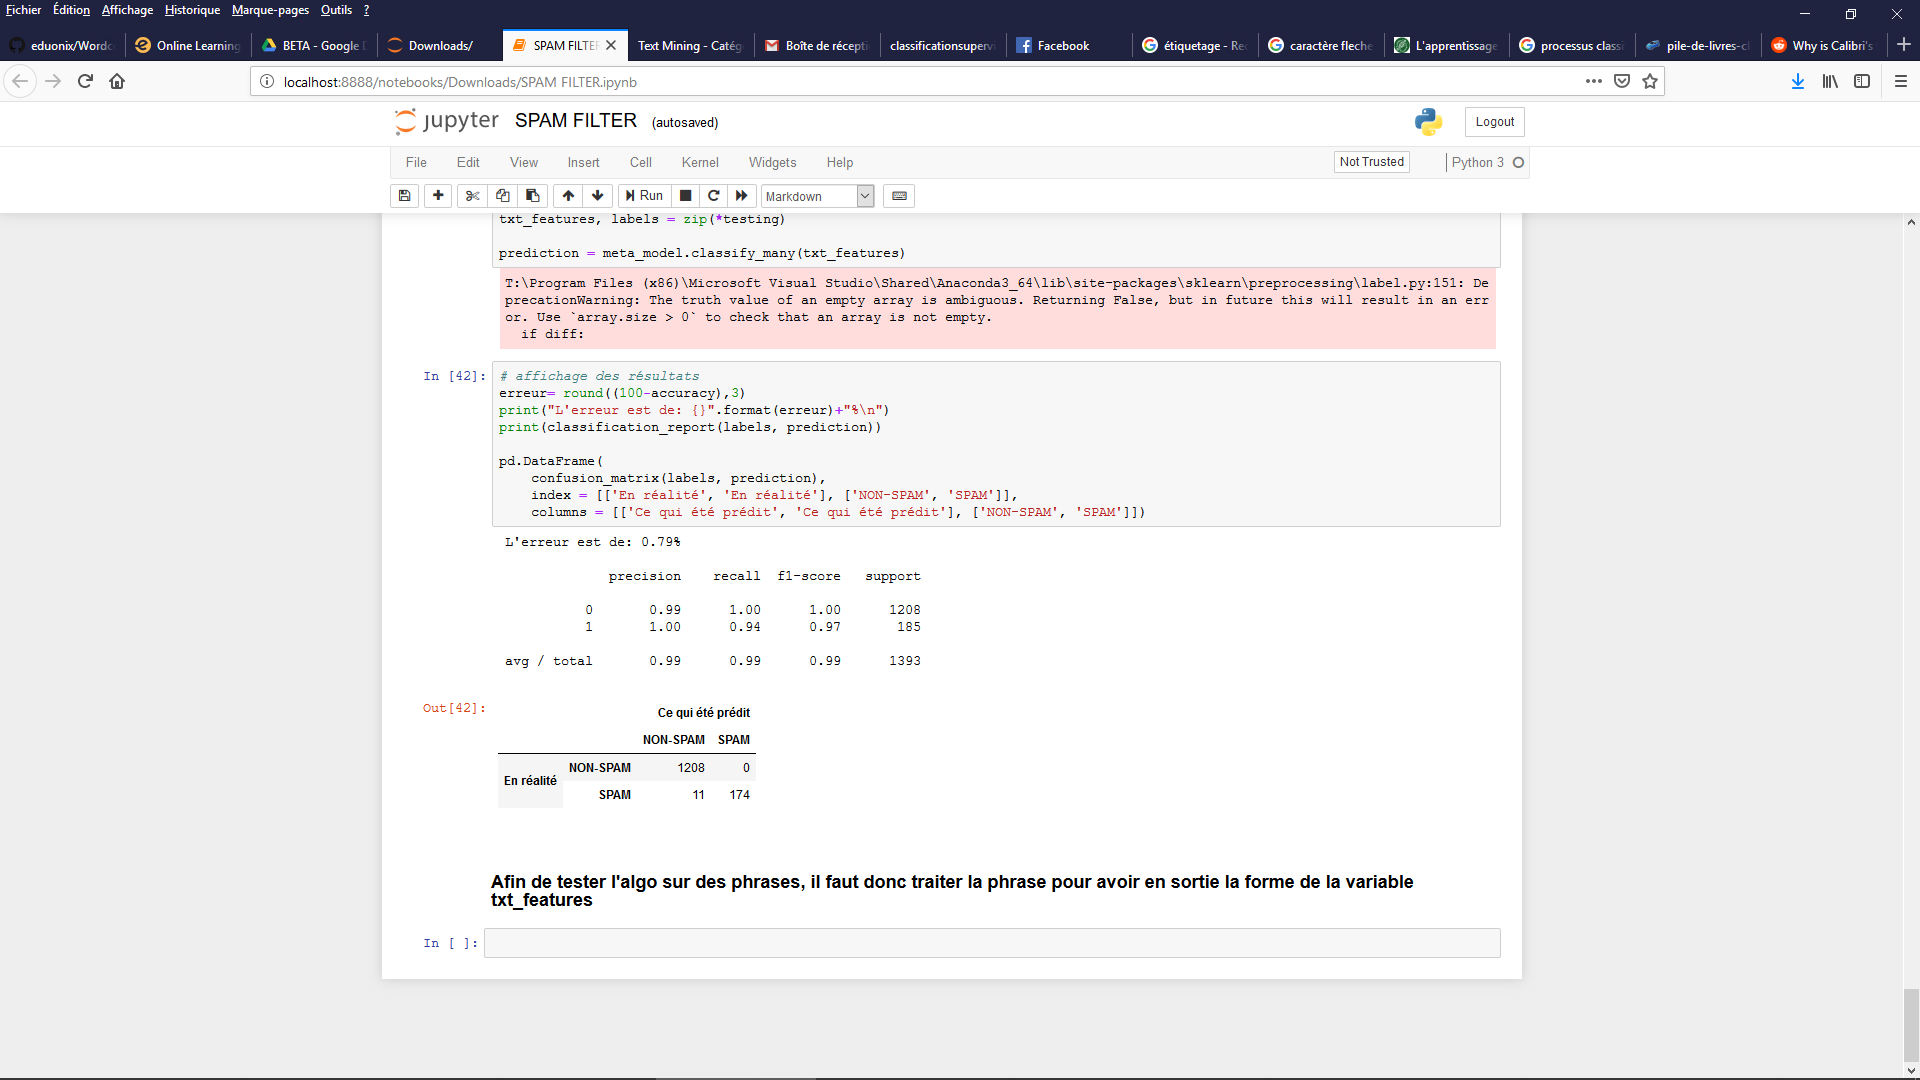 Fichier Édition Affichage Historique Marque-pages Outils ?
eduonix/Wordc Online Learning BETA - Google D Downloads/ SPAM FILTER Text Mining - Catég Boîte de récepti classificationsuperv Facebook étiquetage - Re caractère fleche L'apprentissage processus classi pile-de-livres-cl Why is Calibri's
localhost:8888/notebooks/Downloads/SPAM FILTER.ipynb
jupyter SPAM FILTER (autosaved) Logout
File Edit View Insert Cell Kernel Widgets Help Not Trusted Python 3
Run Markdown
txt_features, labels = zip(*testing)
prediction = meta_model.classify_many(txt_features)
T:\Program Files (x86)\Microsoft Visual Studio\Shared\Anaconda3_64\lib\site-packages\sklearn\preprocessing\label.py:151: De
precationWarning: The truth value of an empty array is ambiguous. Returning False, but in future this will result in an err
or. Use `array.size > 0` to check that an array is not empty.
if diff:
In [42]: # affichage des résultats
erreur= round((100-accuracy),3)
print("L'erreur est de: {}".format(erreur)+"%\n")
print(classification_report(labels, prediction))
pd.DataFrame(
confusion_matrix(labels, prediction),
index = [['En réalité', 'En réalité'], ['NON-SPAM', 'SPAM']],
columns = [['Ce qui été prédit', 'Ce qui été prédit'], ['NON-SPAM', 'SPAM']])
L'erreur est de: 0.79%
precision recall f1-score support
0 0.99 1.00 1.00 1208
1 1.00 0.94 0.97 185
avg / total 0.99 0.99 0.99 1393
Out[42]: Ce qui été prédit
NON-SPAM SPAM
En réalité NON-SPAM 1208 0
SPAM 11 174
Afin de tester l'algo sur des phrases, il faut donc traiter la phrase pour avoir en sortie la forme de la variable
txt_features
In [ ]: